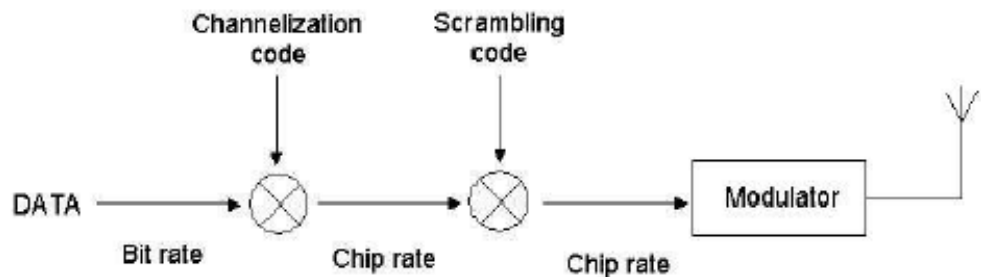 Channelization
code
Scrambling
code
DATA
Modulator
Bit rate
Chip rate
Chip rate